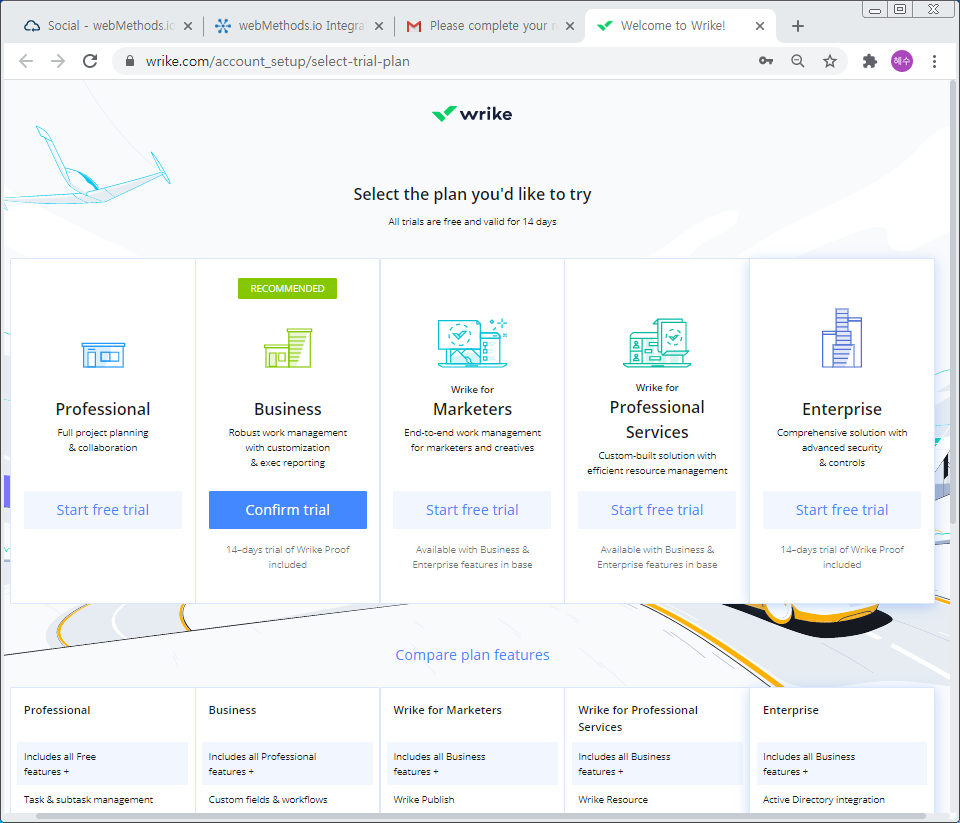 Social - webMethods.io
webMethods.io Integra
Please complete your r
Welcome to Wrike!
wrike.com/account_setup/select-trial-plan
혜수
wrike
Select the plan you'd like to try
All trials are free and valid for 14 days
Professional
Full project planning
& collaboration
Start free trial
RECOMMENDED
Business
Robust work management
with customization
& exec reporting
Confirm trial
14–days trial of Wrike Proof
included
Wrike for
Marketers
End-to-end work management
for marketers and creatives
Start free trial
Available with Business &
Enterprise features in base
Wrike for
Professional
Services
Custom-built solution with
efficient resource management
Start free trial
Available with Business &
Enterprise features in base
Enterprise
Comprehensive solution with
advanced security
& controls
Start free trial
14–days trial of Wrike Proof
included
Compare plan features
Professional
Includes all Free
features +
Task & subtask management
Business
Includes all Professional
features +
Custom fields & workflows
Wrike for Marketers
Includes all Business
features +
Wrike Publish
Wrike for Professional
Services
Includes all Business
features +
Wrike Resource
Enterprise
Includes all Business
features +
Active Directory integration